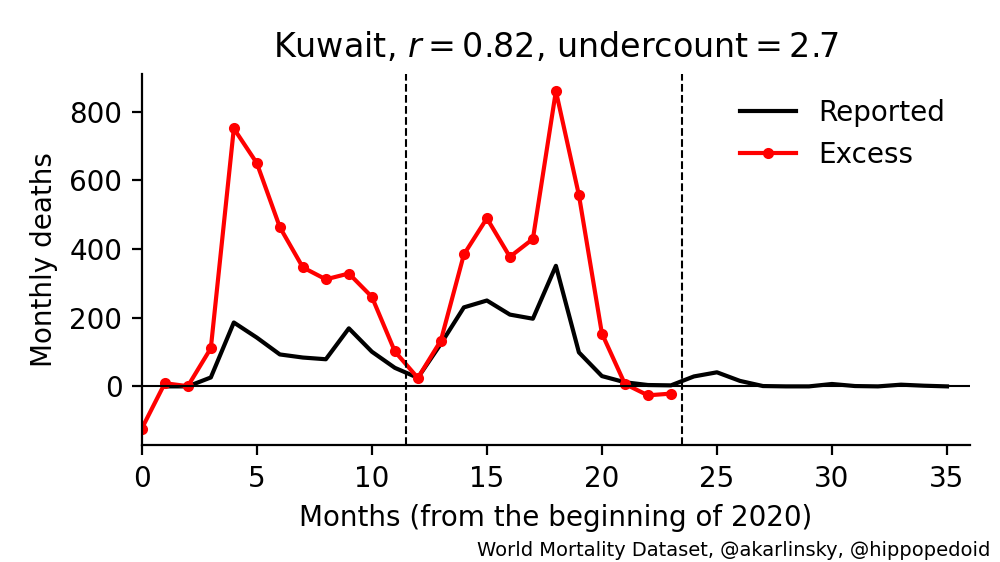 Kuwait, r = 0.82, undercount = 2.7
Reported
Excess
Monthly deaths
800
600
400
200
0
0 5 10 15 20 25 30 35
Months (from the beginning of 2020)
World Mortality Dataset, @akarlinsky, @hippopedoid